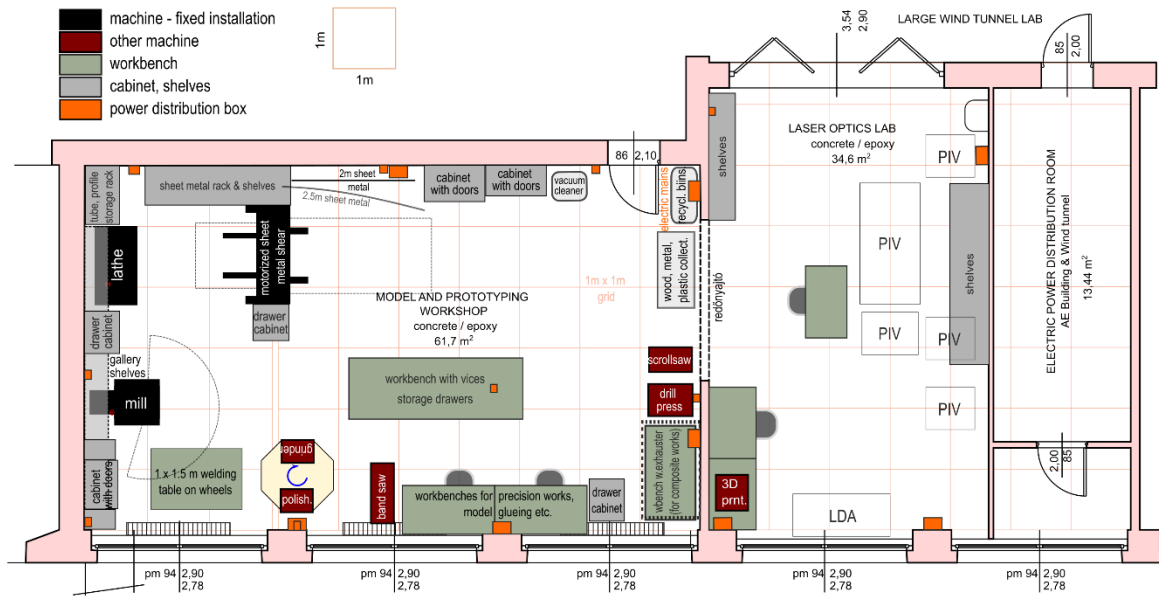 machine - fixed installation
other machine
workbench
cabinet, shelves
power distribution box
1m
1m
3,54
2,90
LARGE WIND TUNNEL LAB
85
2,00
86
2,10
LASER OPTICS LAB
concrete / epoxy
34,6 m²
shelves
PIV
PIV
PIV
PIV
PIV
shelves
ELECTRIC POWER DISTRIBUTION ROOM
AE Building & Wind tunnel
13,44 m²
2,00
85
tube, profile
storage rack
sheet metal rack & shelves
2m sheet
metal
2.5m sheet metal
cabinet
with doors
cabinet
with doors
vacuum
cleaner
electric mains
recycl. biins
wood, metal,
plastic collect.
redőnyajtó
lathe
motorized sheet
metal shear
drawer
cabinet
drawer
cabinet
1m x 1m
grid
MODEL AND PROTOTYPING
WORKSHOP
concrete / epoxy
61,7 m²
gallery
shelves
mill
workbench with vices
storage drawers
scrollsaw
drill
press
cabinet
with doors
1 x 1.5 m welding
table on wheels
grinder
polish.
band saw
workbenches for precision works,
model glueing etc.
drawer
cabinet
wbench w.exhauster
(for composite works)
3D
prnt.
LDA
pm 94 2,90
2,78
pm 94 2,90
2,78
pm 94 2,90
2,78
pm 94 2,90
2,78
pm 94 2,90
2,78